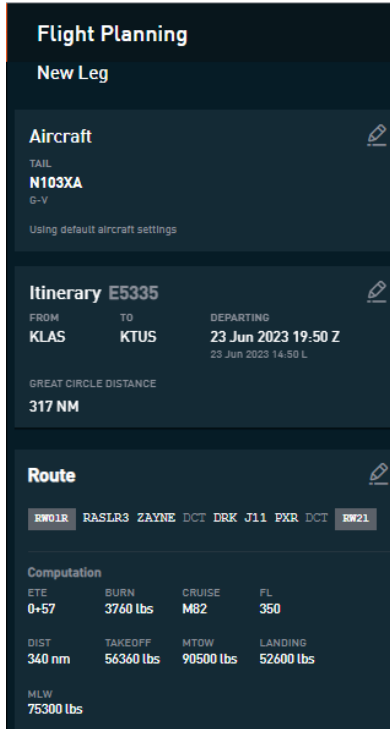 Flight Planning
New Leg
Aircraft
TAIL
N103XA
G-V
Using default aircraft settings
Itinerary E5335
FROM TO DEPARTING
KLAS KTUS 23 Jun 2023 19:50 Z
23 Jun 2023 14:50 L
GREAT CIRCLE DISTANCE
317 NM
Route
RW01R RASLR3 ZAYNE DCT DRK J11 PXR DCT RW21
Computation
ETE BURN CRUISE FL
0+57 3760 lbs M82 350
DIST TAKEOFF MTOW LANDING
340 nm 56360 lbs 90500 lbs 52600 lbs
MLW
75300 lbs